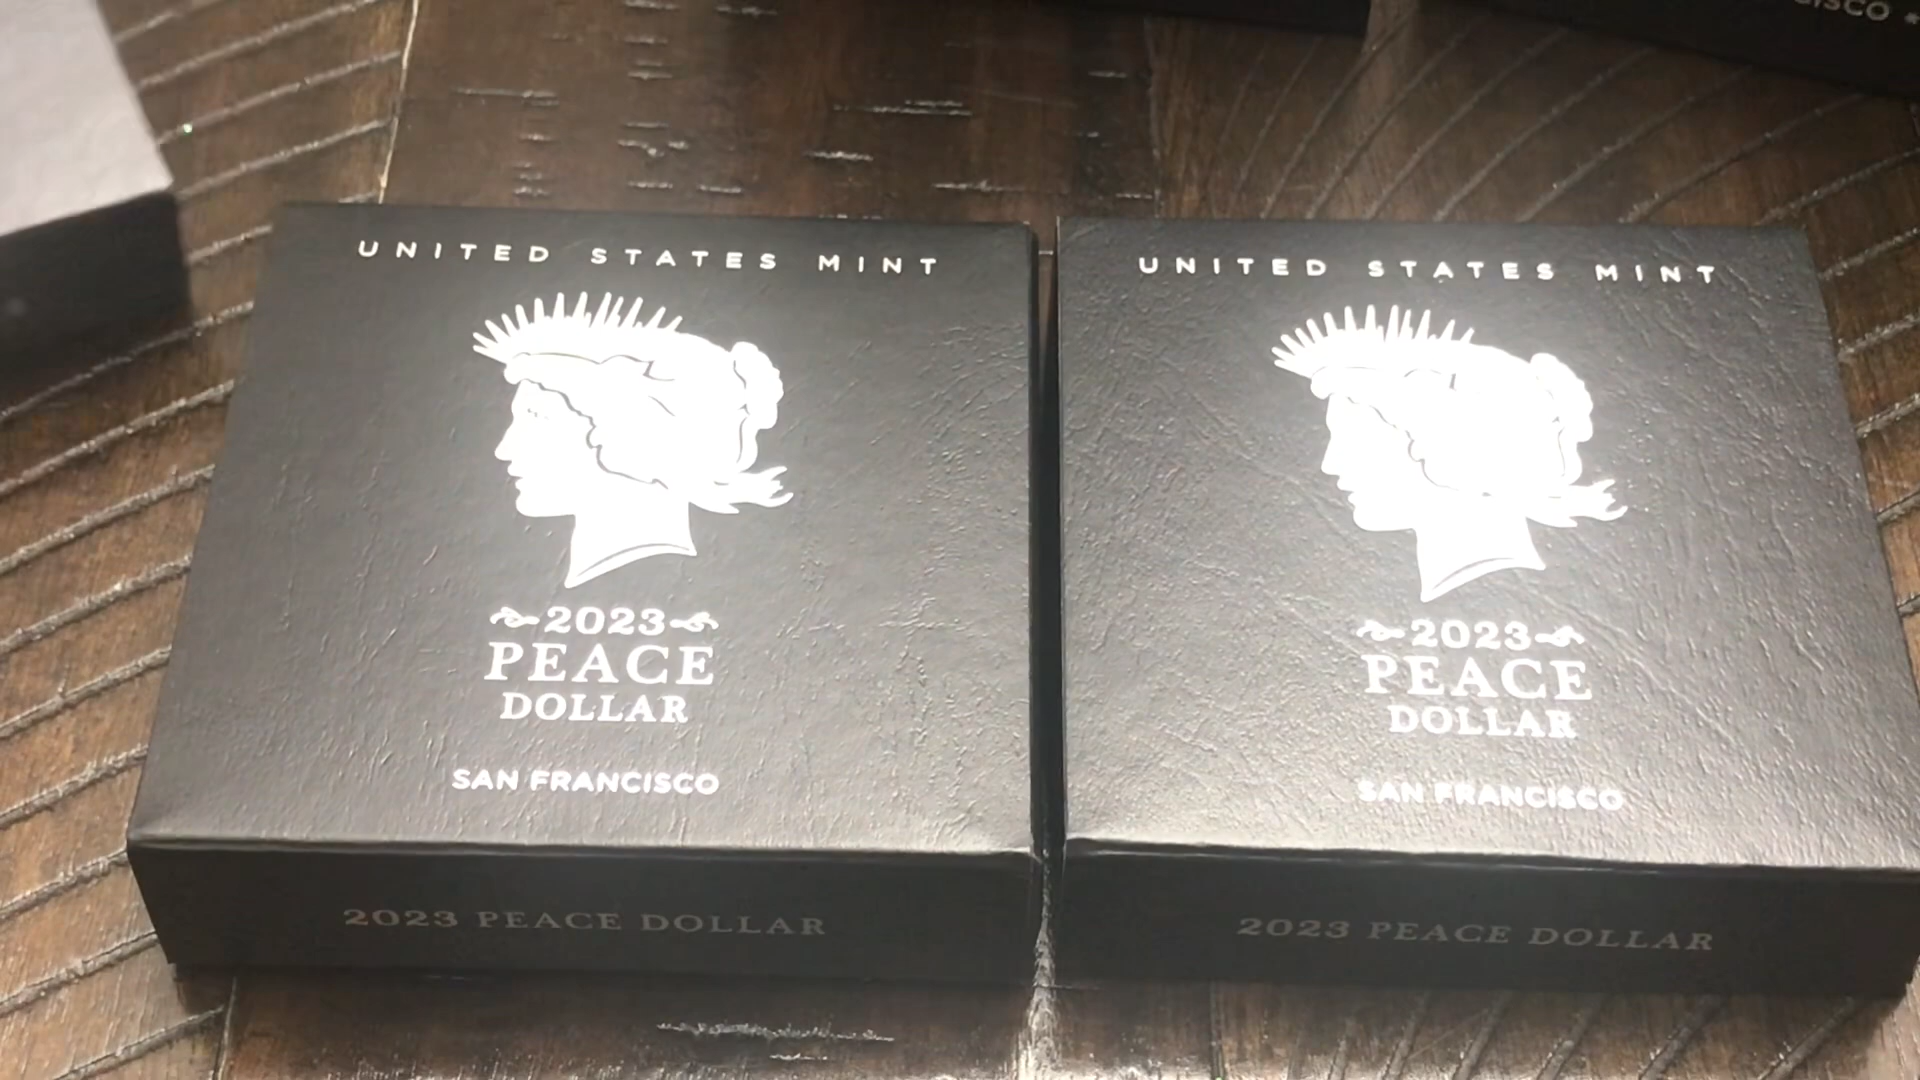 UNITED STATES MINT
2023
PEACE
DOLLAR
SAN FRANCISCO
2023 PEACE DOLLAR
UNITED STATES MINT
2023
PEACE
DOLLAR
SAN FRANCISCO
2023 PEACE DOLLAR